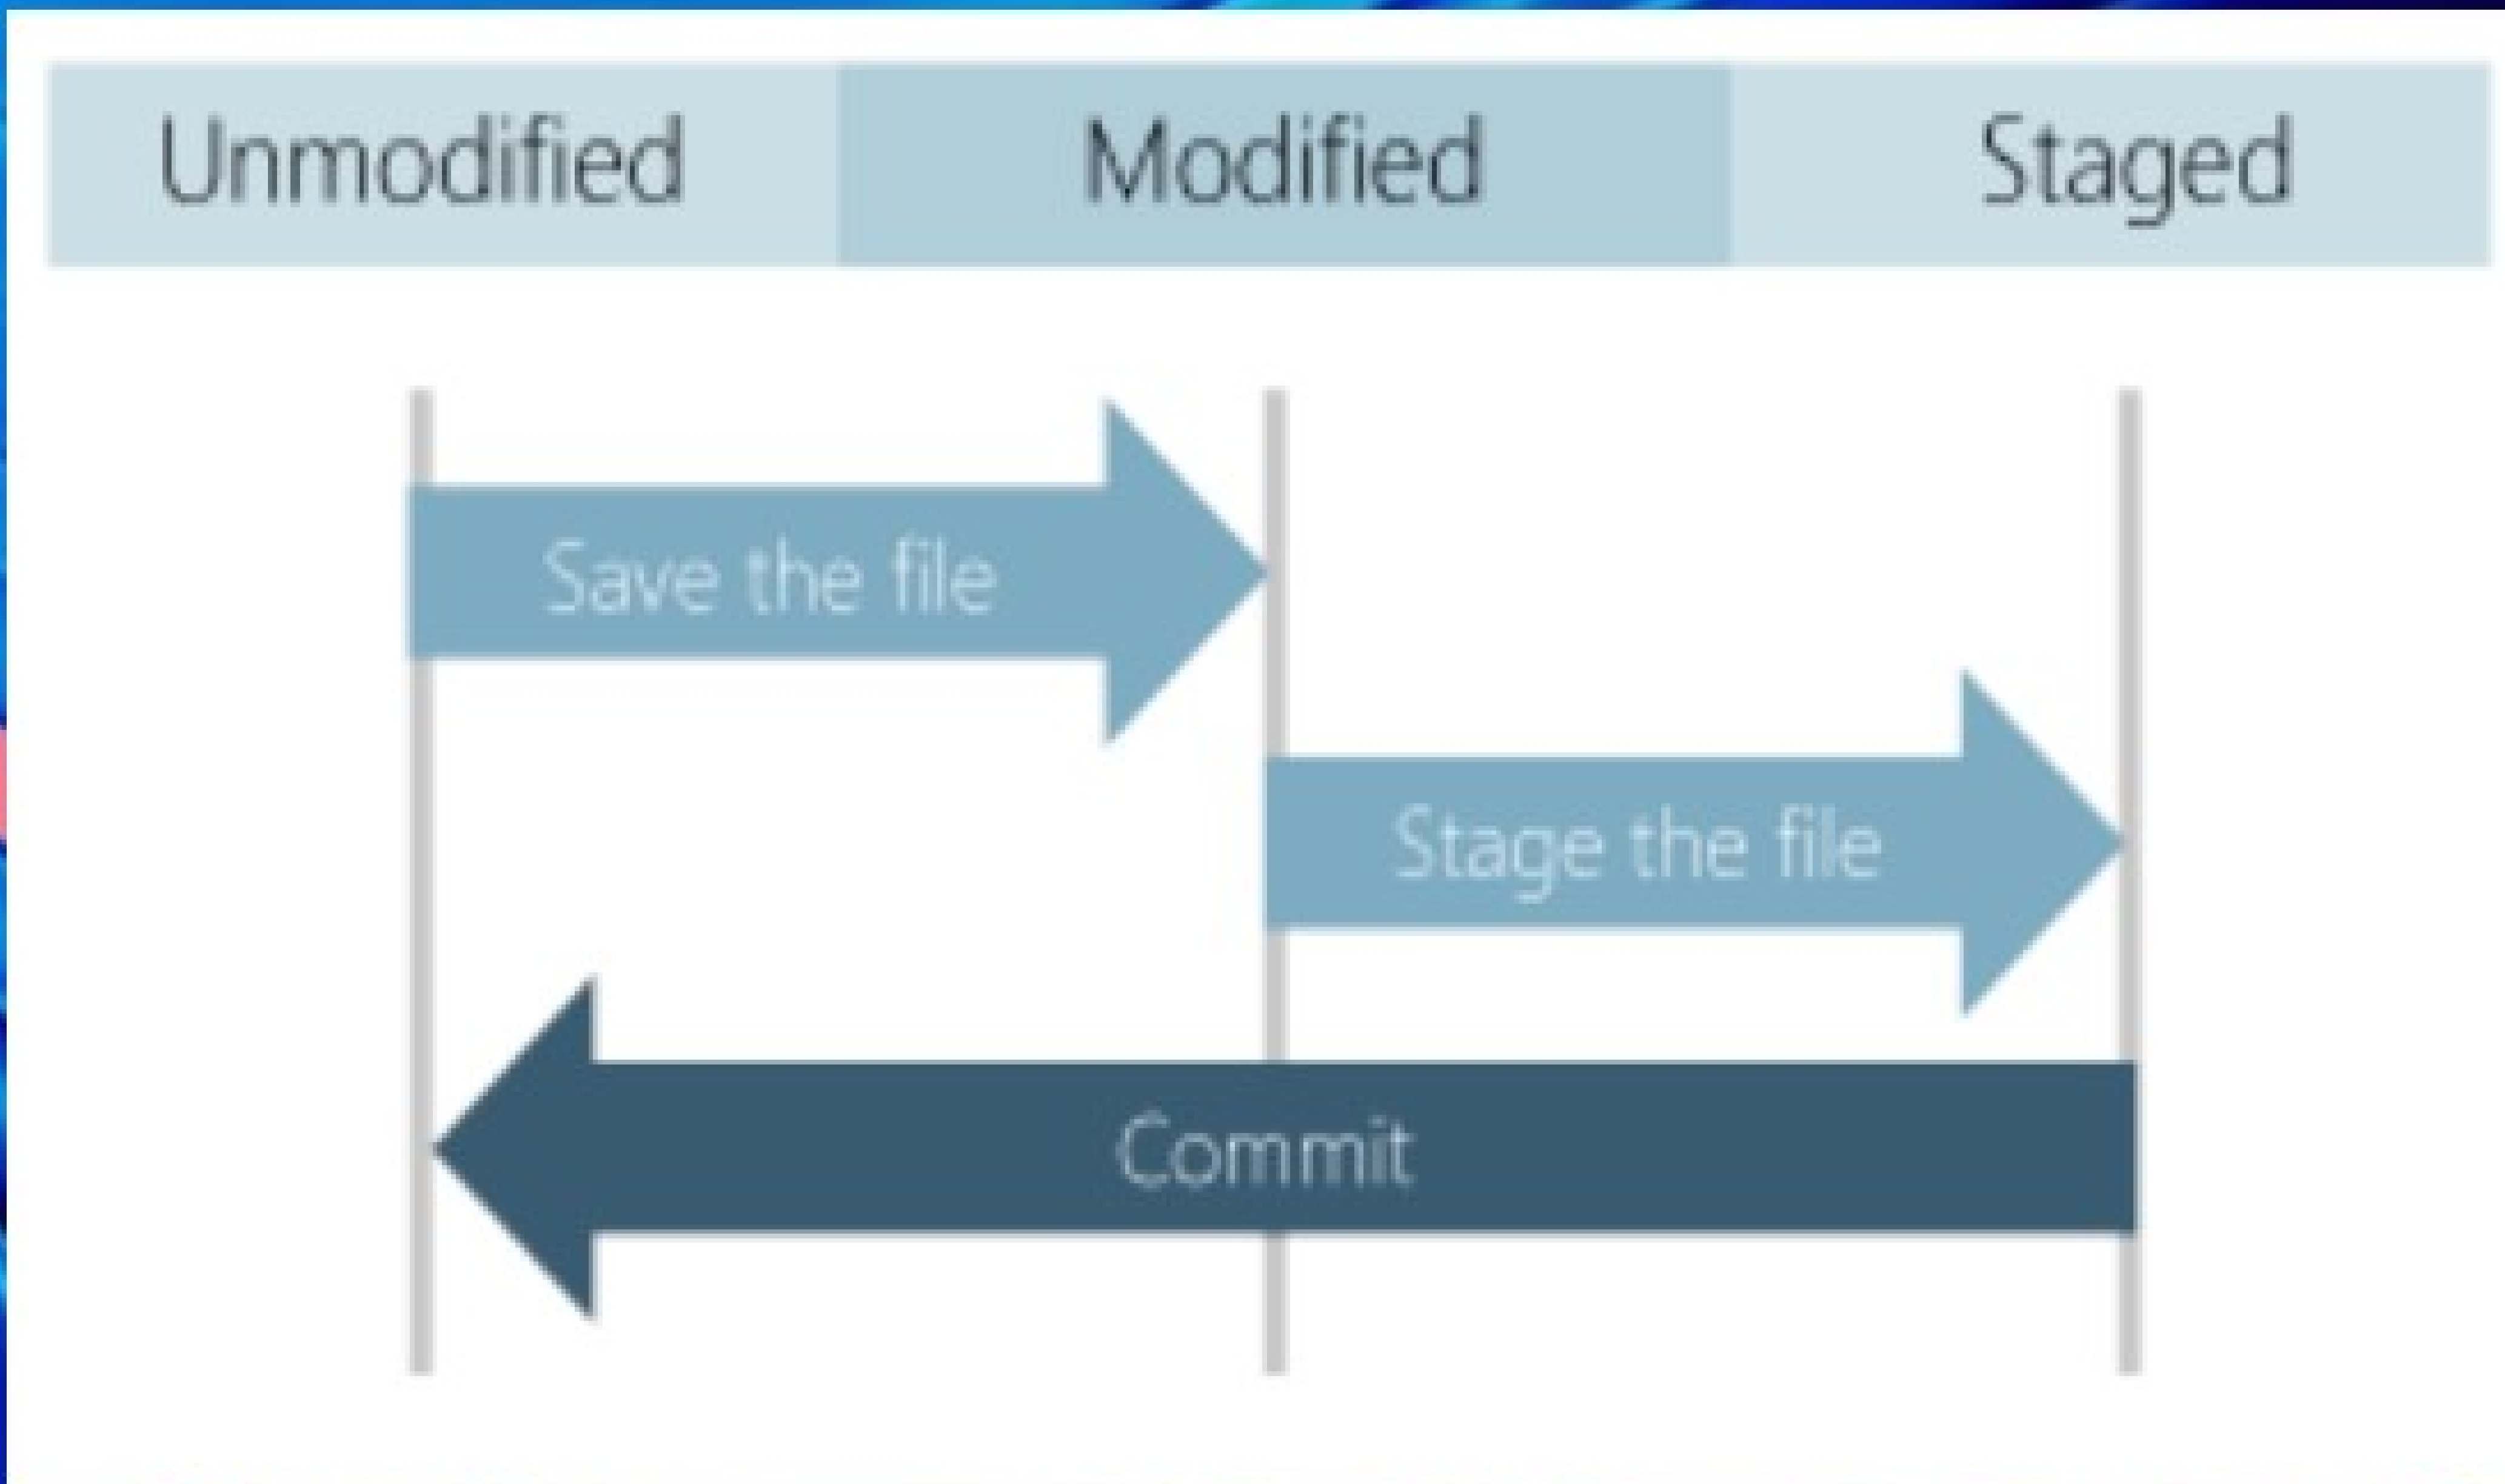 Unmodified
Modified
Staged
Save the file
Stage the file
Commit